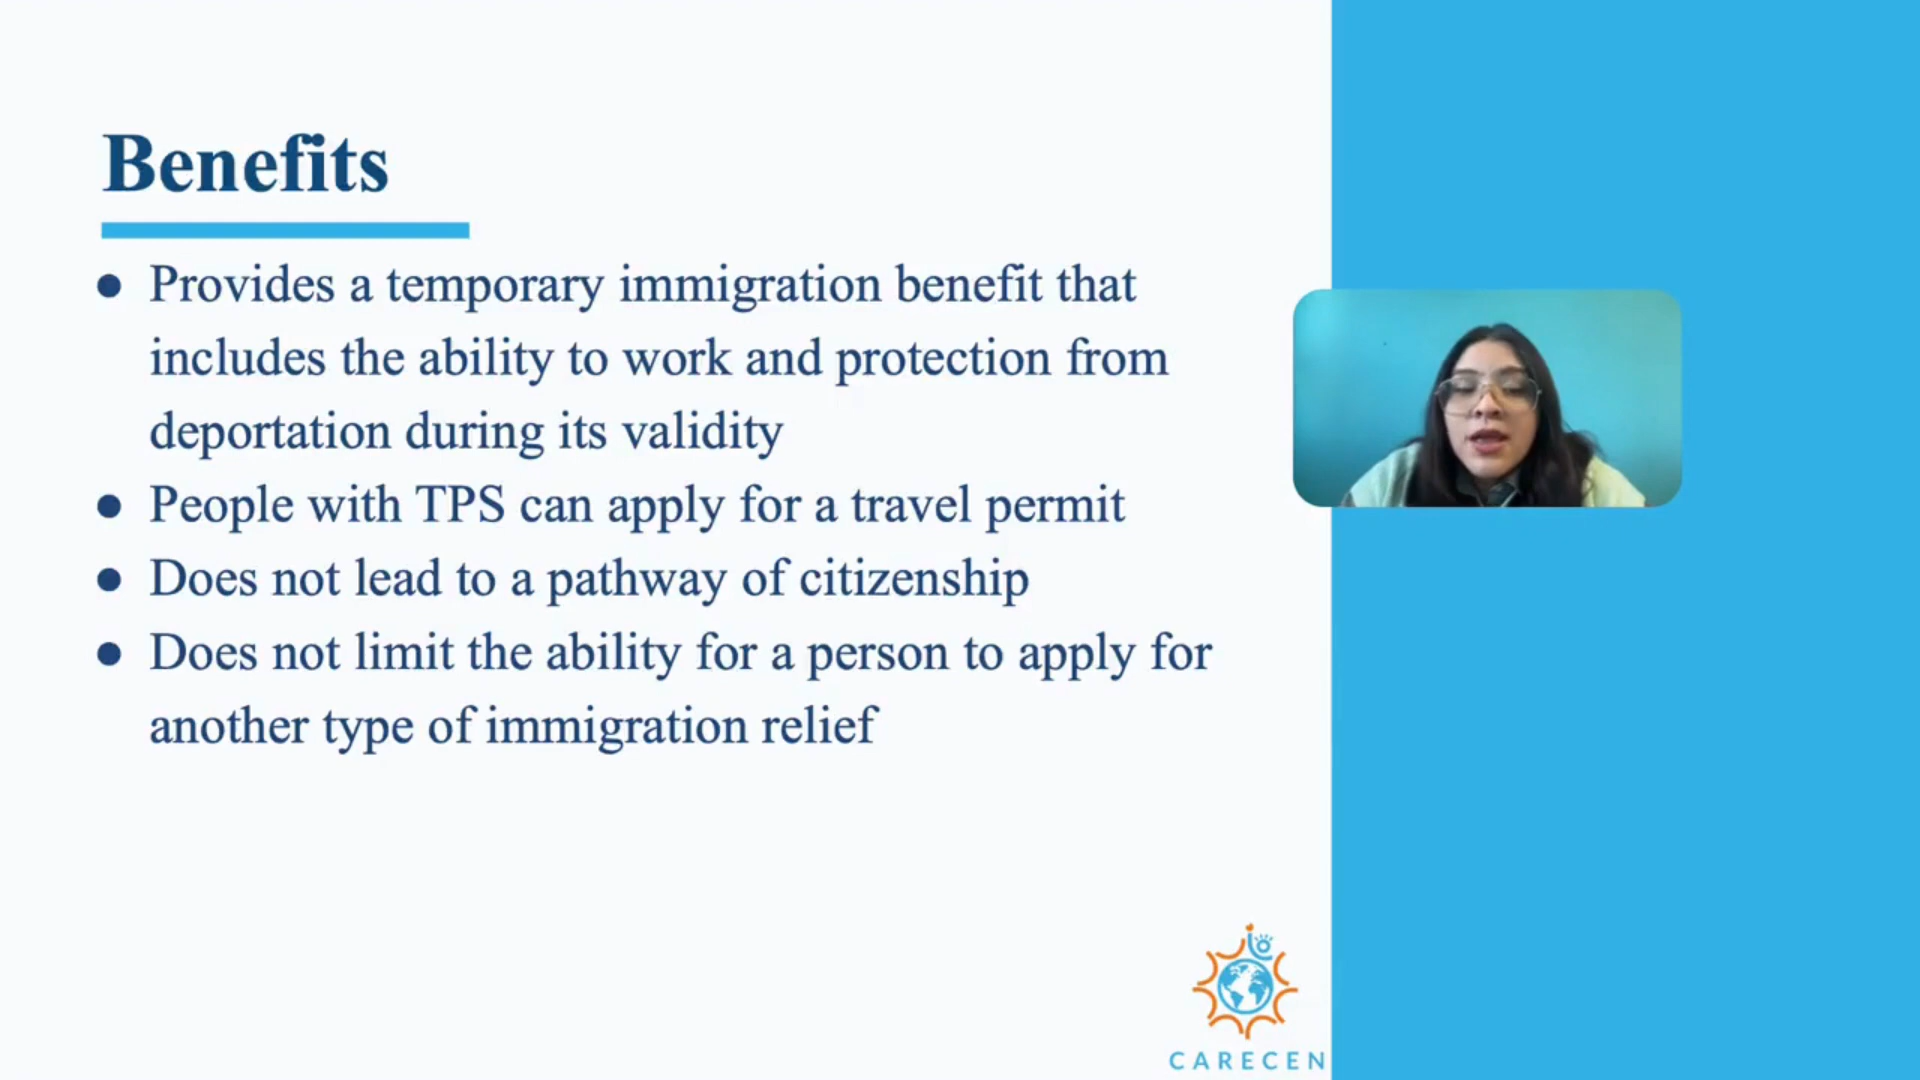 Benefits
● Provides a temporary immigration benefit that
includes the ability to work and protection from
deportation during its validity
● People with TPS can apply for a travel permit
● Does not lead to a pathway of citizenship
● Does not limit the ability for a person to apply for
another type of immigration relief
CARECEN